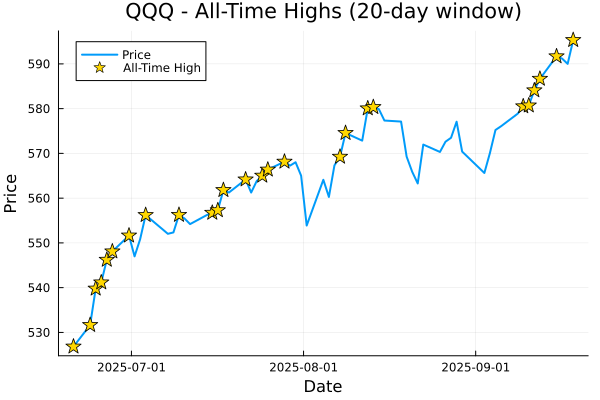 QQQ - All-Time Highs (20-day window)
Price
All-Time High
590
580
570
560
550
540
530
Price
2025-07-01
2025-08-01
2025-09-01
Date